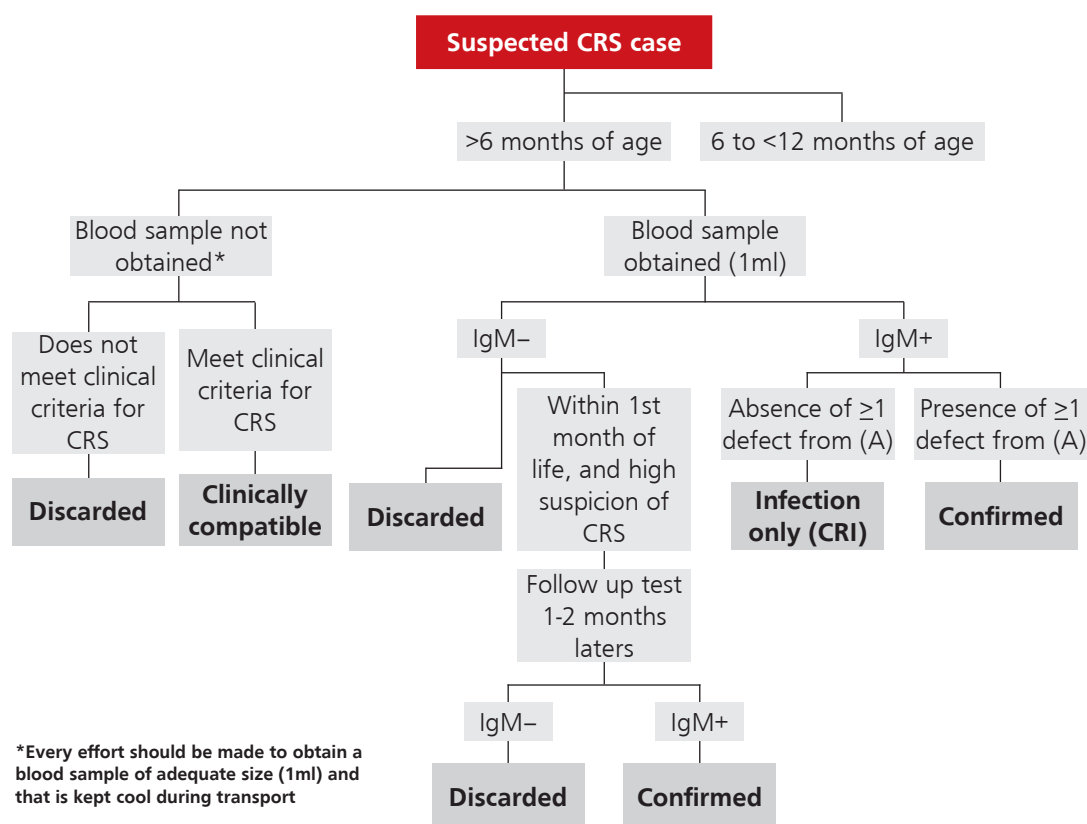 Suspected CRS case
>6 months of age
6 to <12 months of age
Blood sample not
obtained*
Blood sample
obtained (1ml)
IgM–
IgM+
Does not
meet clinical
criteria for
CRS
Meet clinical
criteria for
CRS
Within 1st
month of
life, and high
suspicion of
CRS
Absence of ≥1
defect from (A)
Presence of ≥1
defect from (A)
Discarded
Clinically
compatible
Discarded
Infection
only (CRI)
Confirmed
Follow up test
1-2 months
laters
IgM–
IgM+
Discarded
Confirmed
*Every effort should be made to obtain a
blood sample of adequate size (1ml) and
that is kept cool during transport